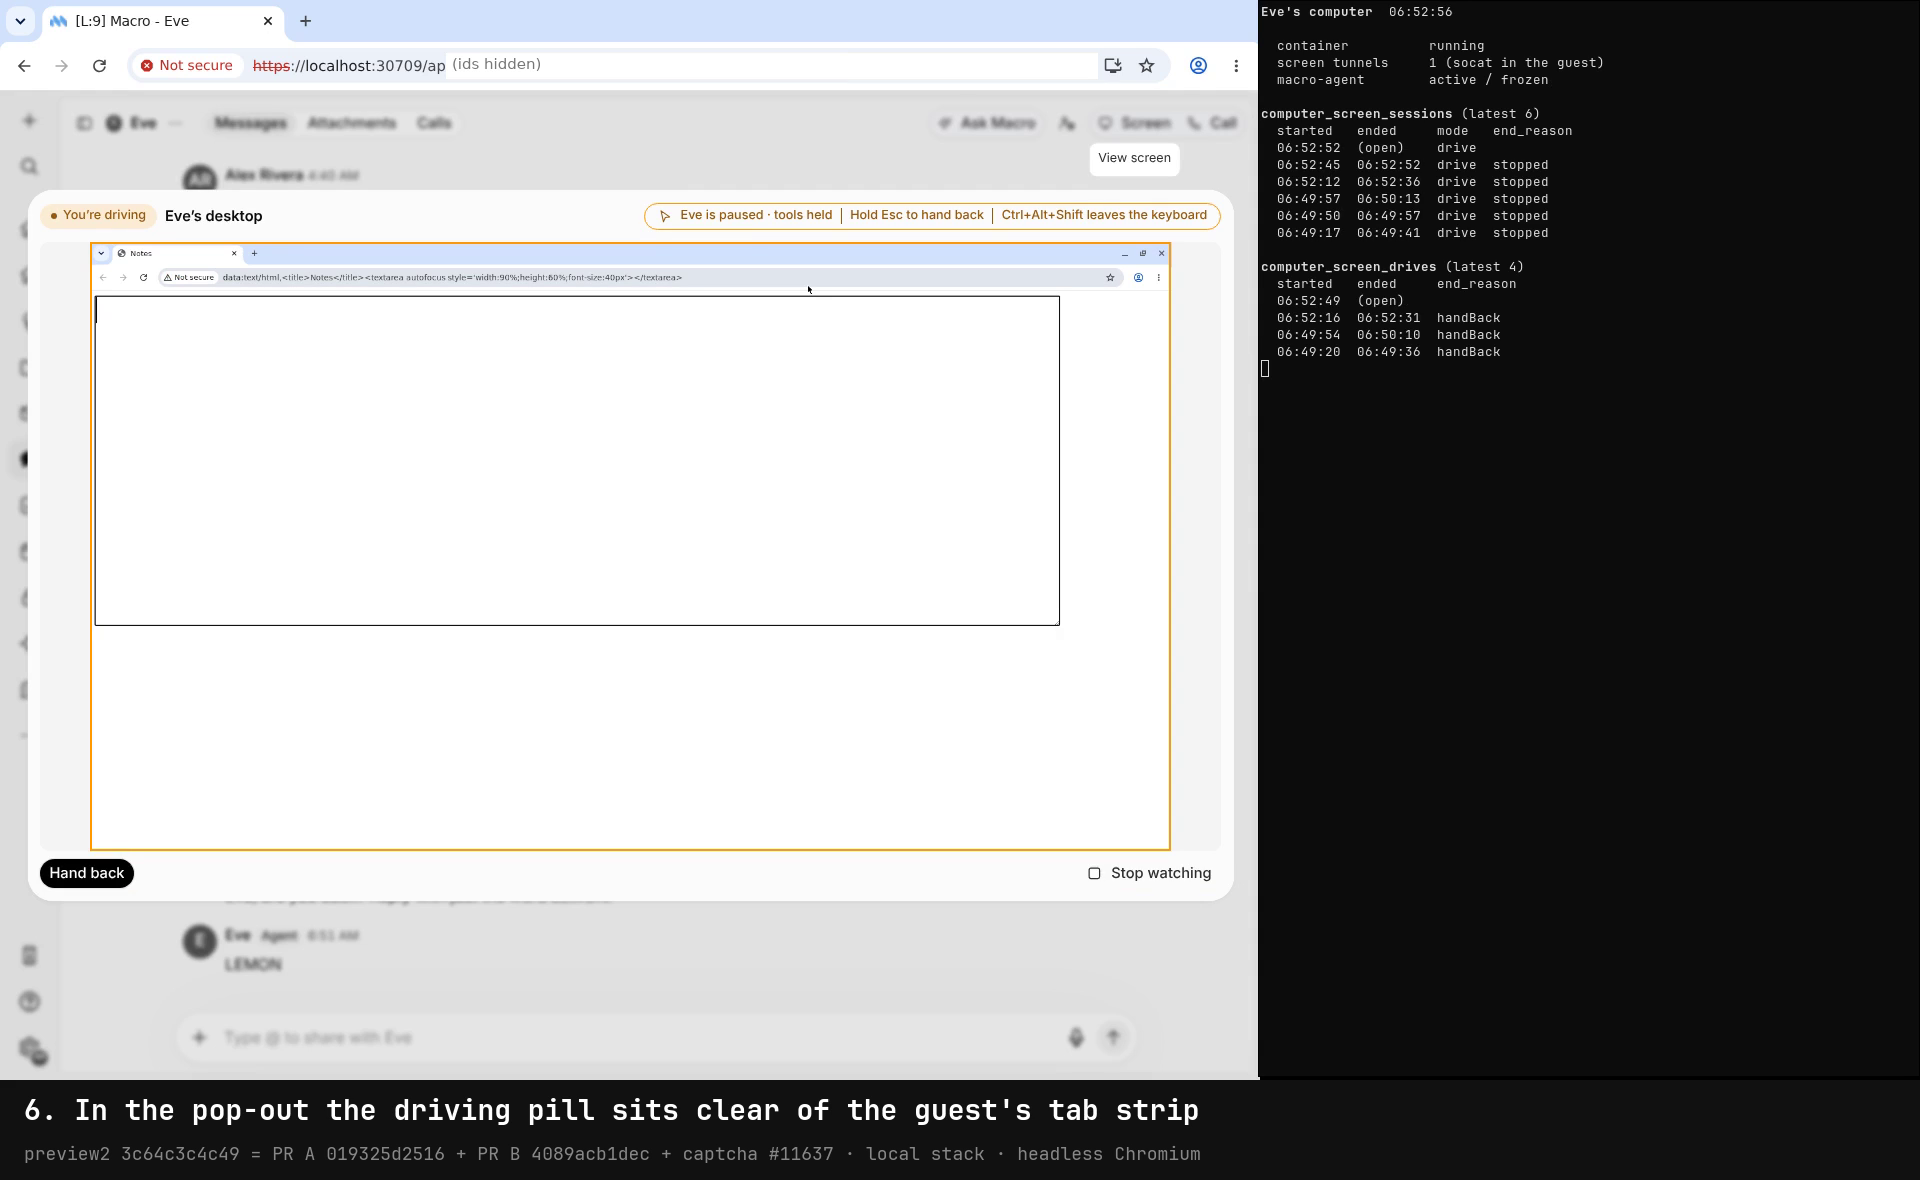 [L:9] Macro - Eve
Not secure
https://localhost:30709/ap (ids hidden)
Eve
Messages
Attachments
Calls
Ask Macro
Screen
Call
View screen
Alex Rivera 4:40 AM
You're driving
Eve's desktop
Eve is paused · tools held | Hold Esc to hand back | Ctrl+Alt+Shift leaves the keyboard
Notes
Not secure
data:text/html,<title>Notes</title><textarea autofocus style='width:90%;height:60%;font-size:40px'></textarea>
Hand back
Stop watching
E
Eve Agent 6:51 AM
LEMON
Type @ to share with Eve
Eve's computer 06:52:56
container running
screen tunnels 1 (socat in the guest)
macro-agent active / frozen
computer_screen_sessions (latest 6)
started ended mode end_reason
06:52:52 (open) drive
06:52:45 06:52:52 drive stopped
06:52:12 06:52:36 drive stopped
06:49:57 06:50:13 drive stopped
06:49:50 06:49:57 drive stopped
06:49:17 06:49:41 drive stopped
computer_screen_drives (latest 4)
started ended end_reason
06:52:49 (open)
06:52:16 06:52:31 handBack
06:49:54 06:50:10 handBack
06:49:20 06:49:36 handBack
6. In the pop-out the driving pill sits clear of the guest's tab strip
preview2 3c64c3c4c49 = PR A 019325d2516 + PR B 4089acb1dec + captcha #11637 · local stack · headless Chromium